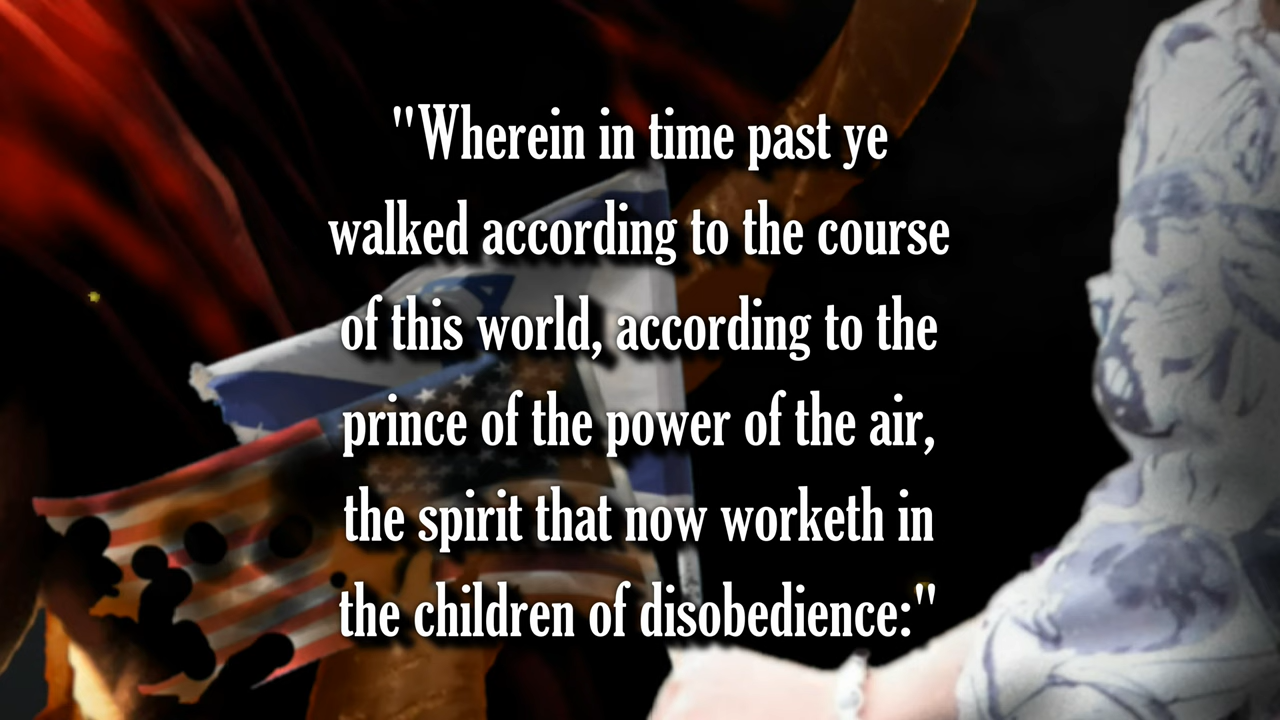 "Wherein in time past ye
walked according to the course
of this world, according to the
prince of the power of the air,
the spirit that now worketh in
the children of disobedience:"